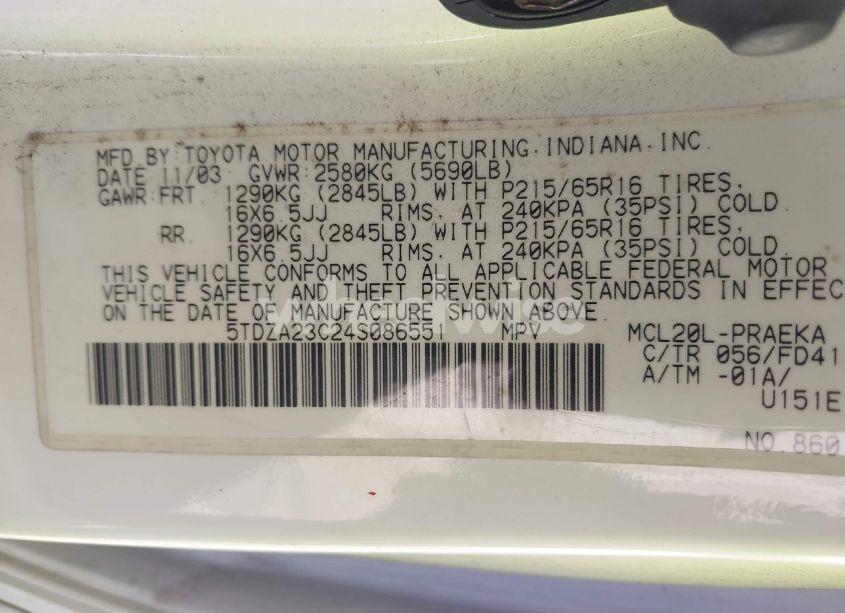 MFD.BY:TOYOTA MOTOR MANUFACTURING.INDIANA.INC.
DATE 11/03 GVWR:2580KG (5690LB)
GAWR:FRT. 1290KG (2845LB) WITH P215/65R16 TIRES,
16X6.5JJ RIMS, AT 240KPA (35PSI) COLD.
RR. 1290KG (2845LB) WITH P215/65R16 TIRES,
16X6.5JJ RIMS, AT 240KPA (35PSI) COLD.
THIS VEHICLE CONFORMS TO ALL APPLICABLE FEDERAL MOTOR
VEHICLE SAFETY AND THEFT PREVENTION STANDARDS IN EFFEC
ON THE DATE OF MANUFACTURE SHOWN ABOVE.
5TDZA23C24S086551 MPV MCL20L-PRAEKA
C/TR 056/FD41
A/TM -01A/
U151E
NO.860